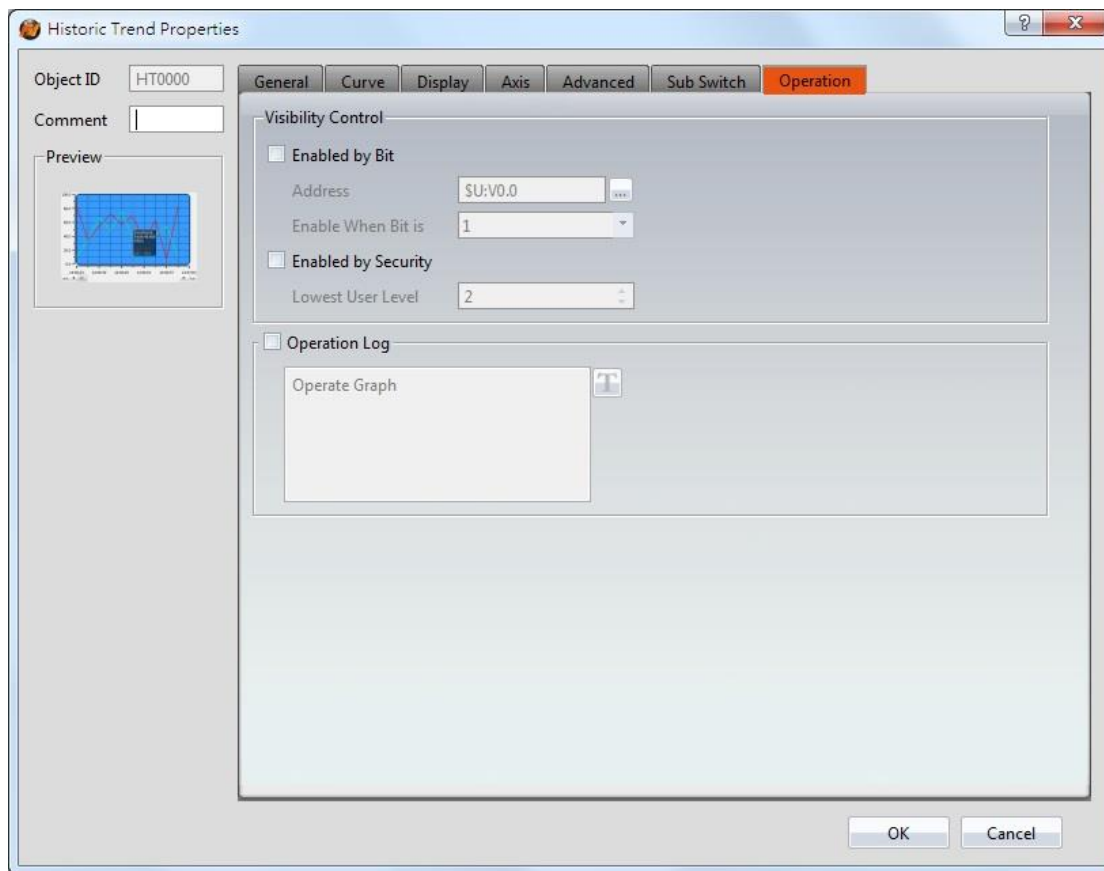 Historic Trend Properties
Object ID HT0000
Comment
Preview
General Curve Display Axis Advanced Sub Switch Operation
Visibility Control
Enabled by Bit
Address $U:V0.0 ...
Enable When Bit is 1
Enabled by Security
Lowest User Level 2
Operation Log
Operate Graph T
OK Cancel